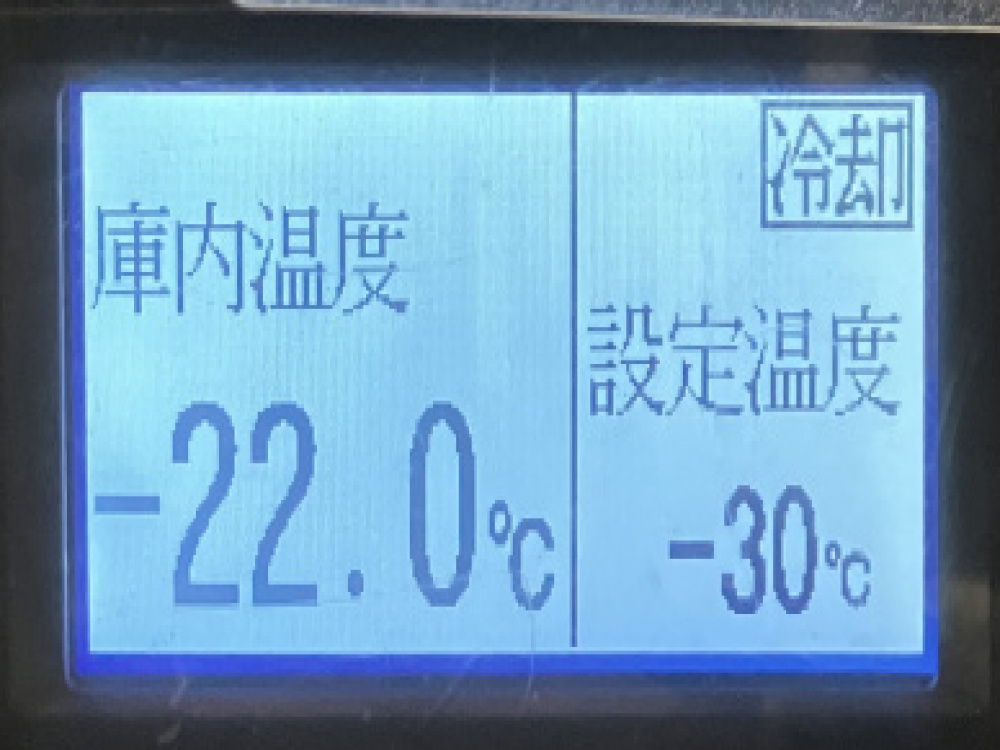 庫内温度
-22.0℃
冷却
設定温度
-30℃